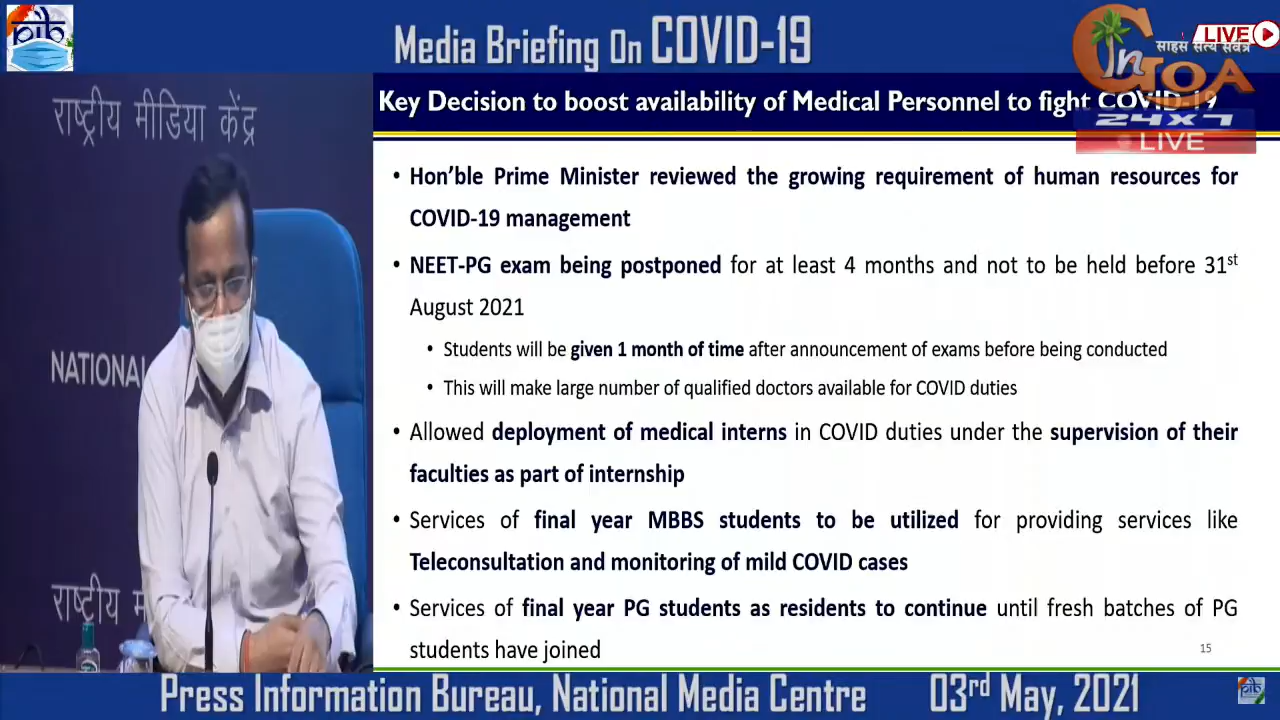 pib
Media Briefing On COVID-19
LIVE
साहस सत्य सर्वत्र
In GOA
24X7
LIVE
राष्ट्रीय मीडिया केंद्र
NATIONAL
राष्ट्रीय म
Key Decision to boost availability of Medical Personnel to fight COVID-19
• Hon'ble Prime Minister reviewed the growing requirement of human resources for
COVID-19 management
• NEET-PG exam being postponed for at least 4 months and not to be held before 31st
August 2021
• Students will be given 1 month of time after announcement of exams before being conducted
• This will make large number of qualified doctors available for COVID duties
• Allowed deployment of medical interns in COVID duties under the supervision of their
faculties as part of internship
• Services of final year MBBS students to be utilized for providing services like
Teleconsultation and monitoring of mild COVID cases
• Services of final year PG students as residents to continue until fresh batches of PG
students have joined
15
Press Information Bureau, National Media Centre 03rd May, 2021
pib